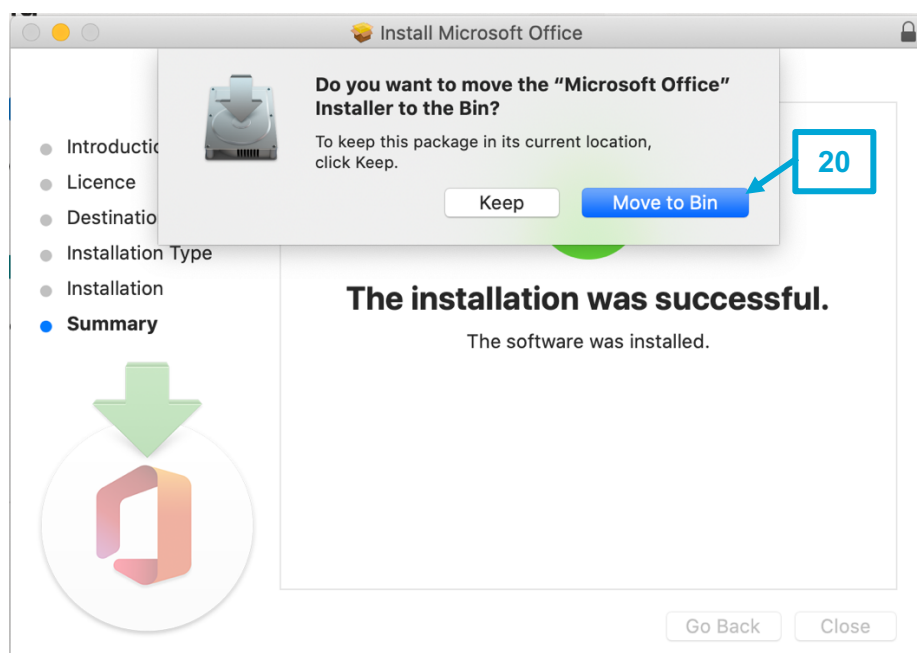 Install Microsoft Office
Do you want to move the “Microsoft Office”
Installer to the Bin?
To keep this package in its current location,
click Keep.
Keep
Move to Bin
20
Licence
Installation Type
Installation
Summary
The installation was successful.
The software was installed.
Go Back
Close